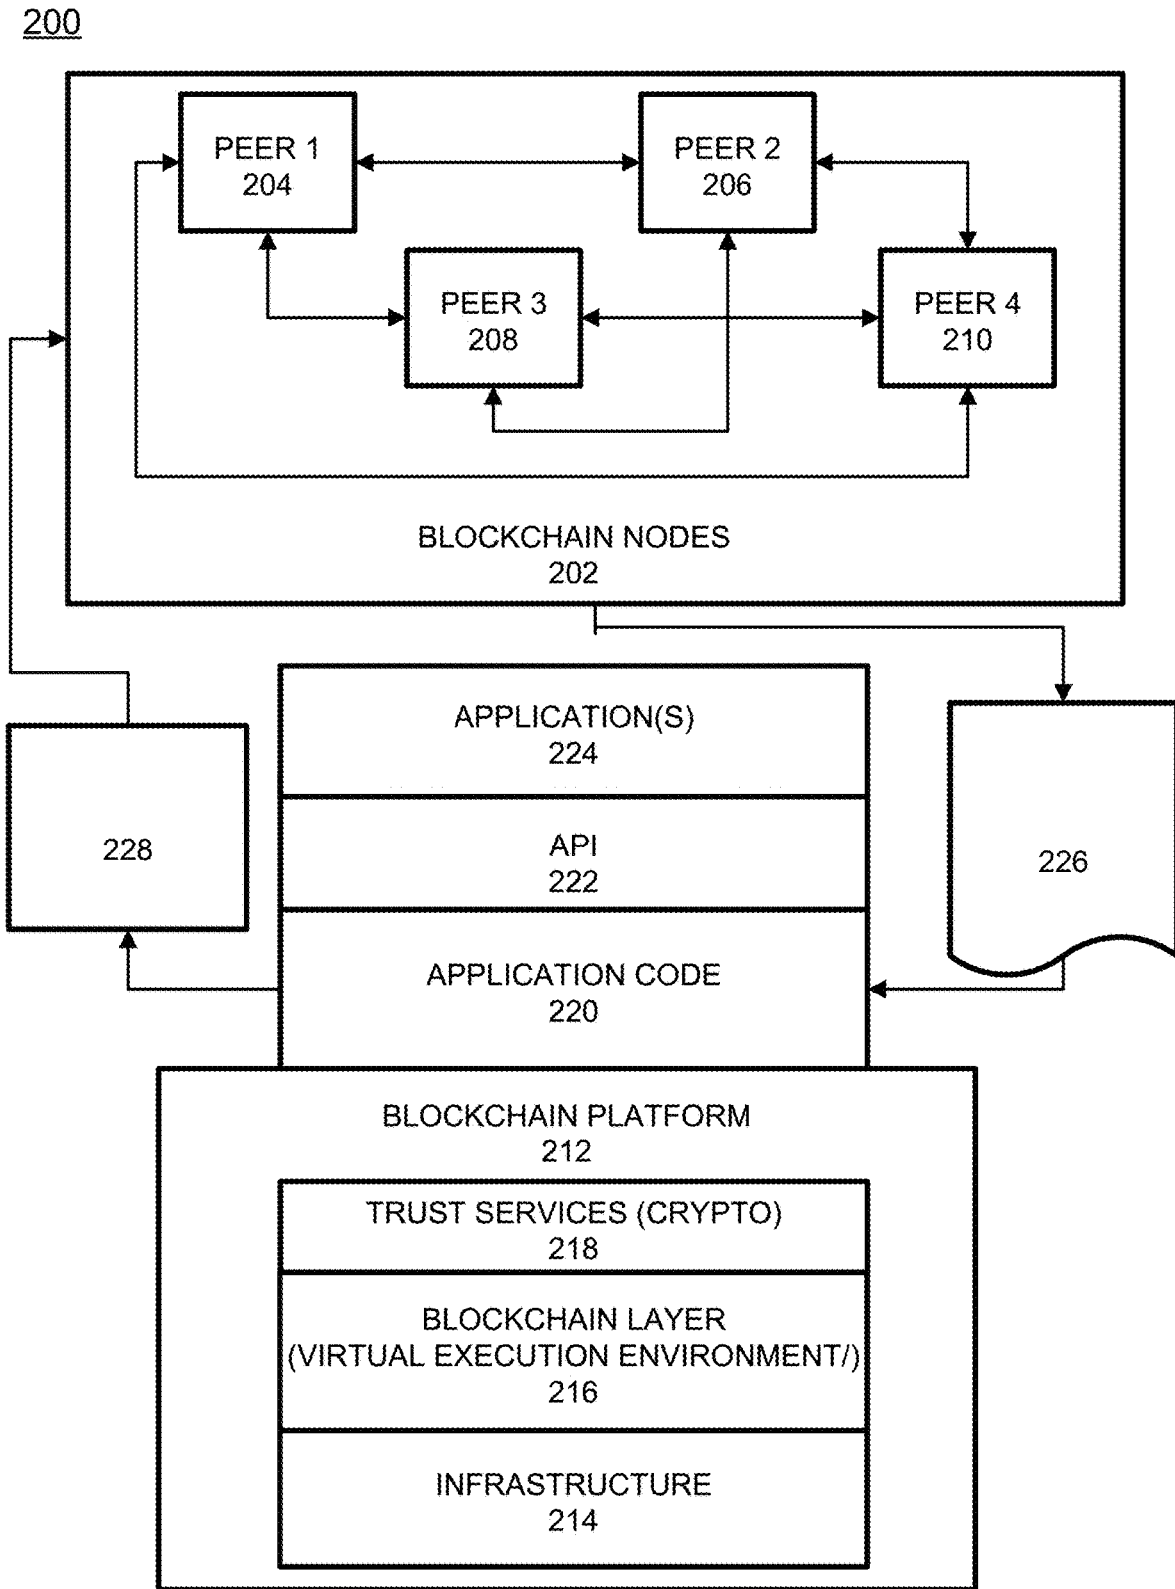 200
PEER 1
204
PEER 2
206
PEER 3
208
PEER 4
210
BLOCKCHAIN NODES
202
APPLICATION(S)
224
API
222
228
226
APPLICATION CODE
220
BLOCKCHAIN PLATFORM
212
TRUST SERVICES (CRYPTO)
218
BLOCKCHAIN LAYER
(VIRTUAL EXECUTION ENVIRONMENT/)
216
INFRASTRUCTURE
214